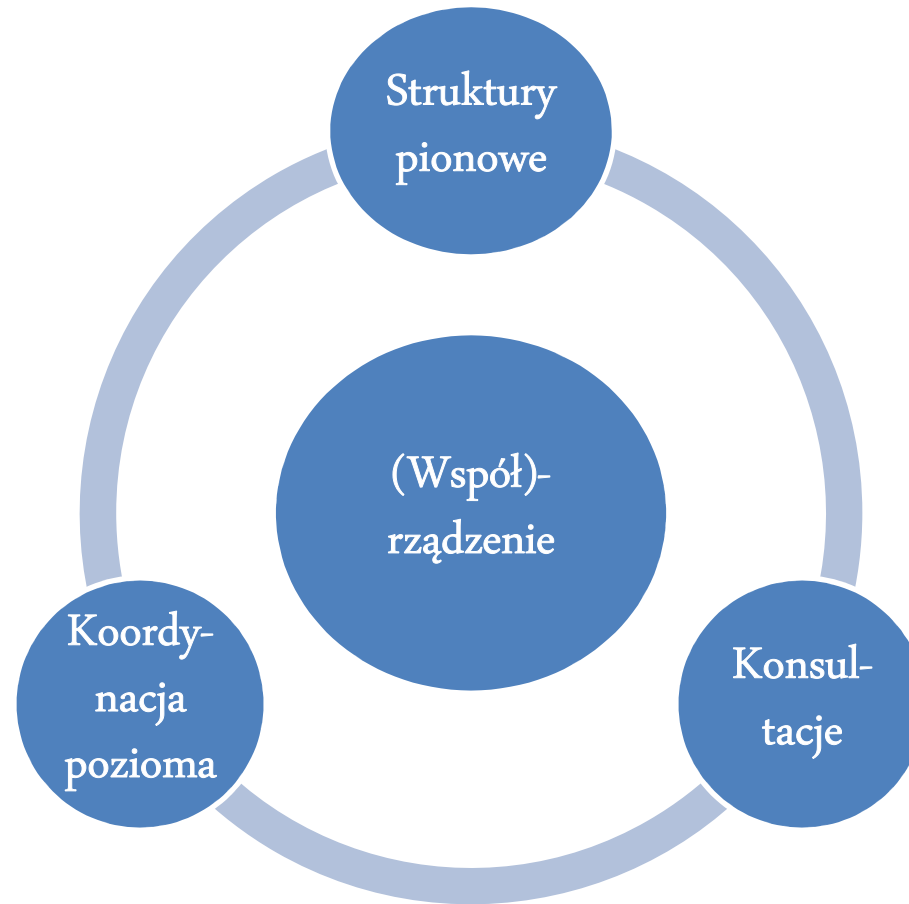 Struktury
pionowe
(Współ)-
rządzenie
Koordy-
nacja
pozioma
Konsul-
tacje